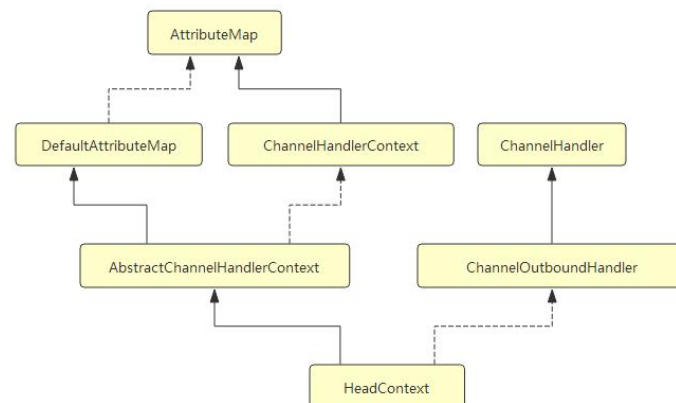 AttributeMap
DefaultAttributeMap
ChannelHandlerContext
ChannelHandler
AbstractChannelHandlerContext
ChannelOutboundHandler
HeadContext